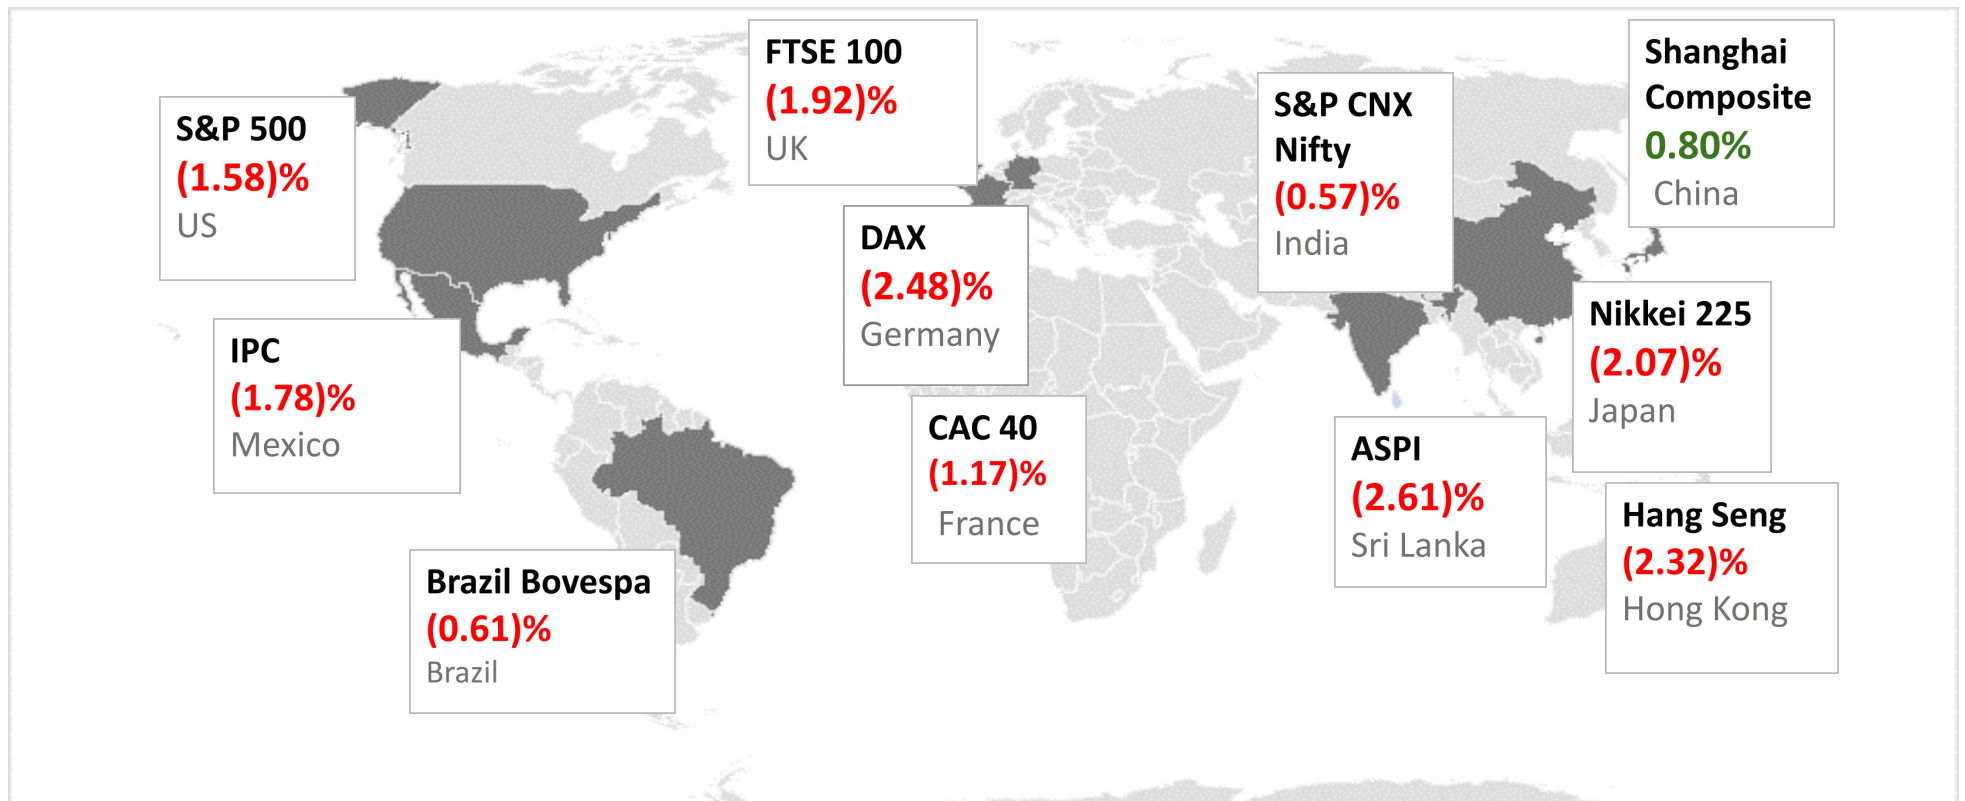 S&P 500
(1.58)%
US
IPC
(1.78)%
Mexico
Brazil Bovespa
(0.61)%
Brazil
FTSE 100
(1.92)%
UK
DAX
(2.48)%
Germany
CAC 40
(1.17)%
France
S&P CNX
Nifty
(0.57)%
India
ASPI
(2.61)%
Sri Lanka
Shanghai
Composite
0.80%
China
Nikkei 225
(2.07)%
Japan
Hang Seng
(2.32)%
Hong Kong